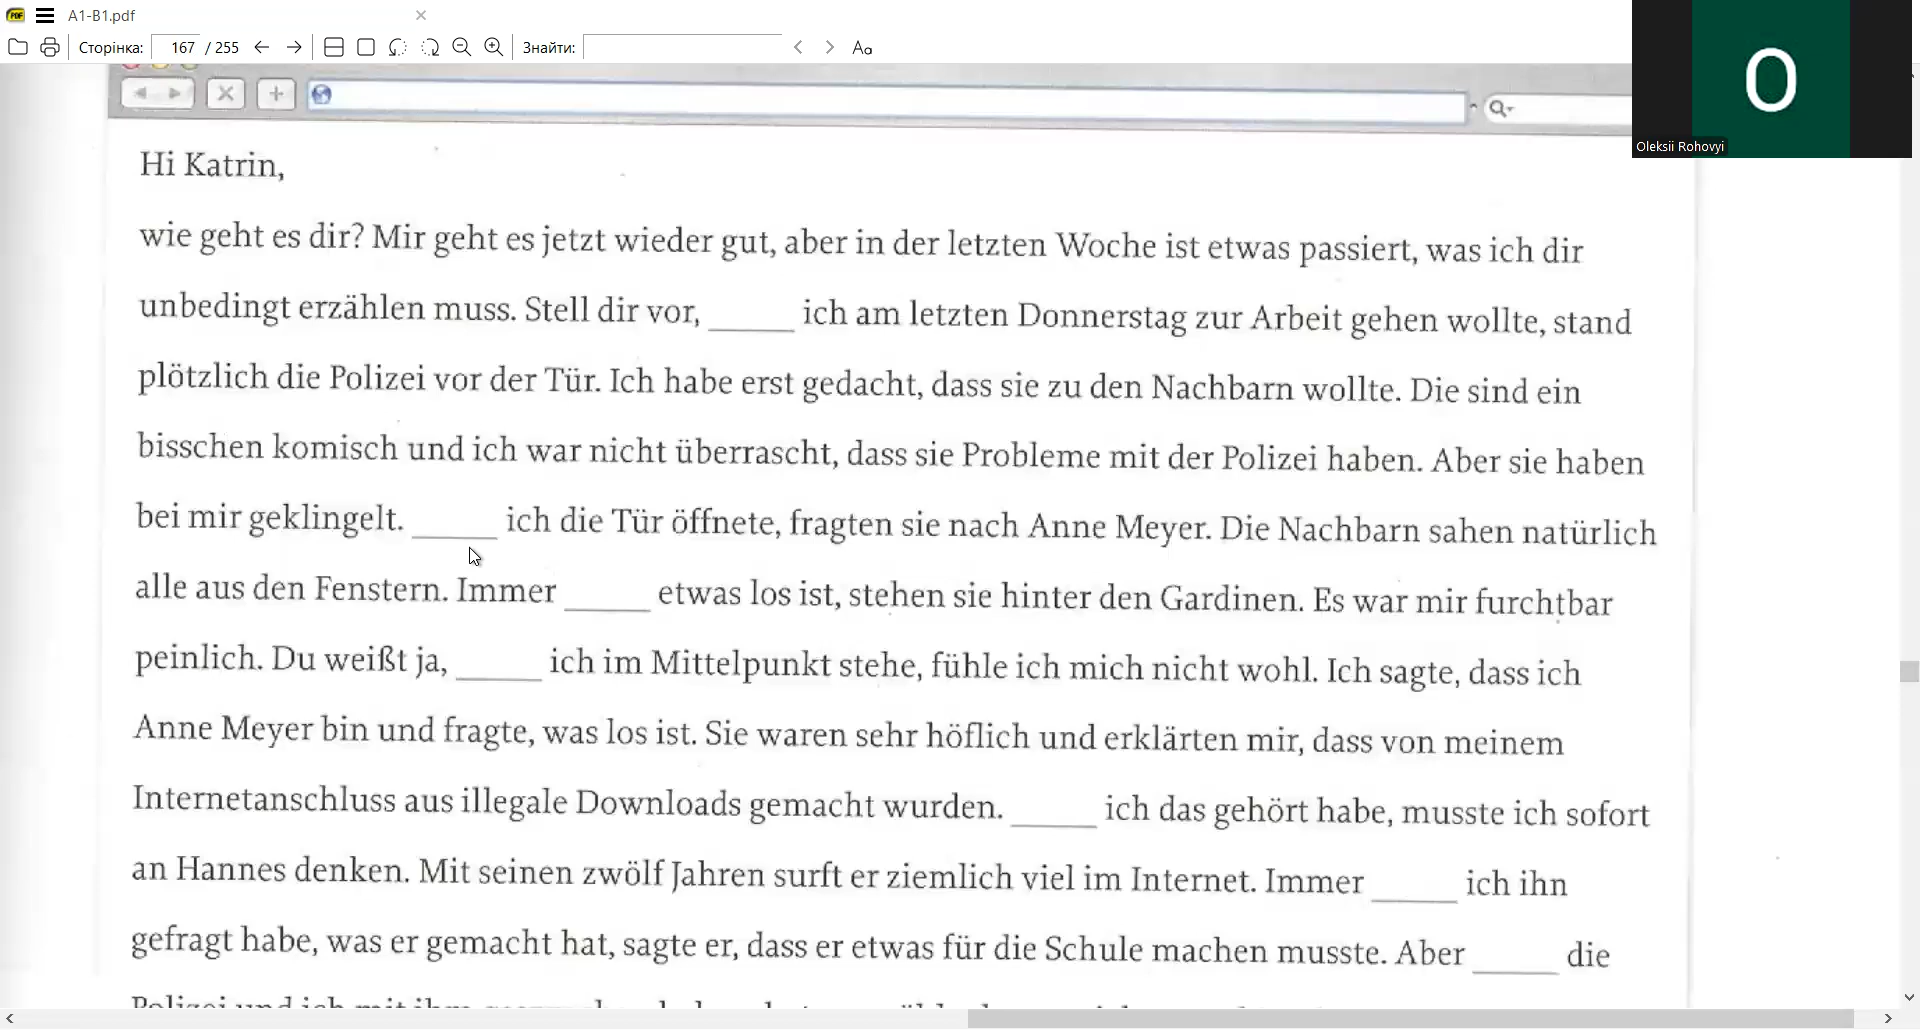 A1-B1.pdf
Сторінка: 167 / 255 Знайти: Aa
Oleksii Rohovyi
O
Hi Katrin,
wie geht es dir? Mir geht es jetzt wieder gut, aber in der letzten Woche ist etwas passiert, was ich dir
unbedingt erzählen muss. Stell dir vor, ______ ich am letzten Donnerstag zur Arbeit gehen wollte, stand
plötzlich die Polizei vor der Tür. Ich habe erst gedacht, dass sie zu den Nachbarn wollte. Die sind ein
bisschen komisch und ich war nicht überrascht, dass sie Probleme mit der Polizei haben. Aber sie haben
bei mir geklingelt. ______ ich die Tür öffnete, fragten sie nach Anne Meyer. Die Nachbarn sahen natürlich
alle aus den Fenstern. Immer ______ etwas los ist, stehen sie hinter den Gardinen. Es war mir furchtbar
peinlich. Du weißt ja, ______ ich im Mittelpunkt stehe, fühle ich mich nicht wohl. Ich sagte, dass ich
Anne Meyer bin und fragte, was los ist. Sie waren sehr höflich und erklärten mir, dass von meinem
Internetanschluss aus illegale Downloads gemacht wurden. ______ ich das gehört habe, musste ich sofort
an Hannes denken. Mit seinen zwölf Jahren surft er ziemlich viel im Internet. Immer ______ ich ihn
gefragt habe, was er gemacht hat, sagte er, dass er etwas für die Schule machen musste. Aber ______ die